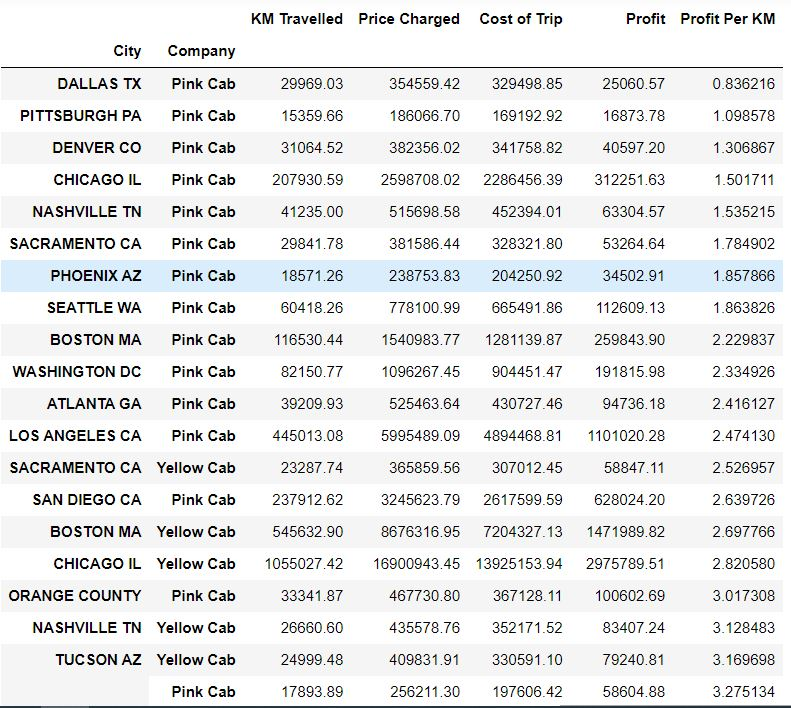 KM Travelled Price Charged Cost of Trip Profit Profit Per KM
City Company
DALLAS TX Pink Cab 29969.03 354559.42 329498.85 25060.57 0.836216
PITTSBURGH PA Pink Cab 15359.66 186066.70 169192.92 16873.78 1.098578
DENVER CO Pink Cab 31064.52 382356.02 341758.82 40597.20 1.306867
CHICAGO IL Pink Cab 207930.59 2598708.02 2286456.39 312251.63 1.501711
NASHVILLE TN Pink Cab 41235.00 515698.58 452394.01 63304.57 1.535215
SACRAMENTO CA Pink Cab 29841.78 381586.44 328321.80 53264.64 1.784902
PHOENIX AZ Pink Cab 18571.26 238753.83 204250.92 34502.91 1.857866
SEATTLE WA Pink Cab 60418.26 778100.99 665491.86 112609.13 1.863826
BOSTON MA Pink Cab 116530.44 1540983.77 1281139.87 259843.90 2.229837
WASHINGTON DC Pink Cab 82150.77 1096267.45 904451.47 191815.98 2.334926
ATLANTA GA Pink Cab 39209.93 525463.64 430727.46 94736.18 2.416127
LOS ANGELES CA Pink Cab 445013.08 5995489.09 4894468.81 1101020.28 2.474130
SACRAMENTO CA Yellow Cab 23287.74 365859.56 307012.45 58847.11 2.526957
SAN DIEGO CA Pink Cab 237912.62 3245623.79 2617599.59 628024.20 2.639726
BOSTON MA Yellow Cab 545632.90 8676316.95 7204327.13 1471989.82 2.697766
CHICAGO IL Yellow Cab 1055027.42 16900943.45 13925153.94 2975789.51 2.820580
ORANGE COUNTY Pink Cab 33341.87 467730.80 367128.11 100602.69 3.017308
NASHVILLE TN Yellow Cab 26660.60 435578.76 352171.52 83407.24 3.128483
TUCSON AZ Yellow Cab 24999.48 409831.91 330591.10 79240.81 3.169698
Pink Cab 17893.89 256211.30 197606.42 58604.88 3.275134